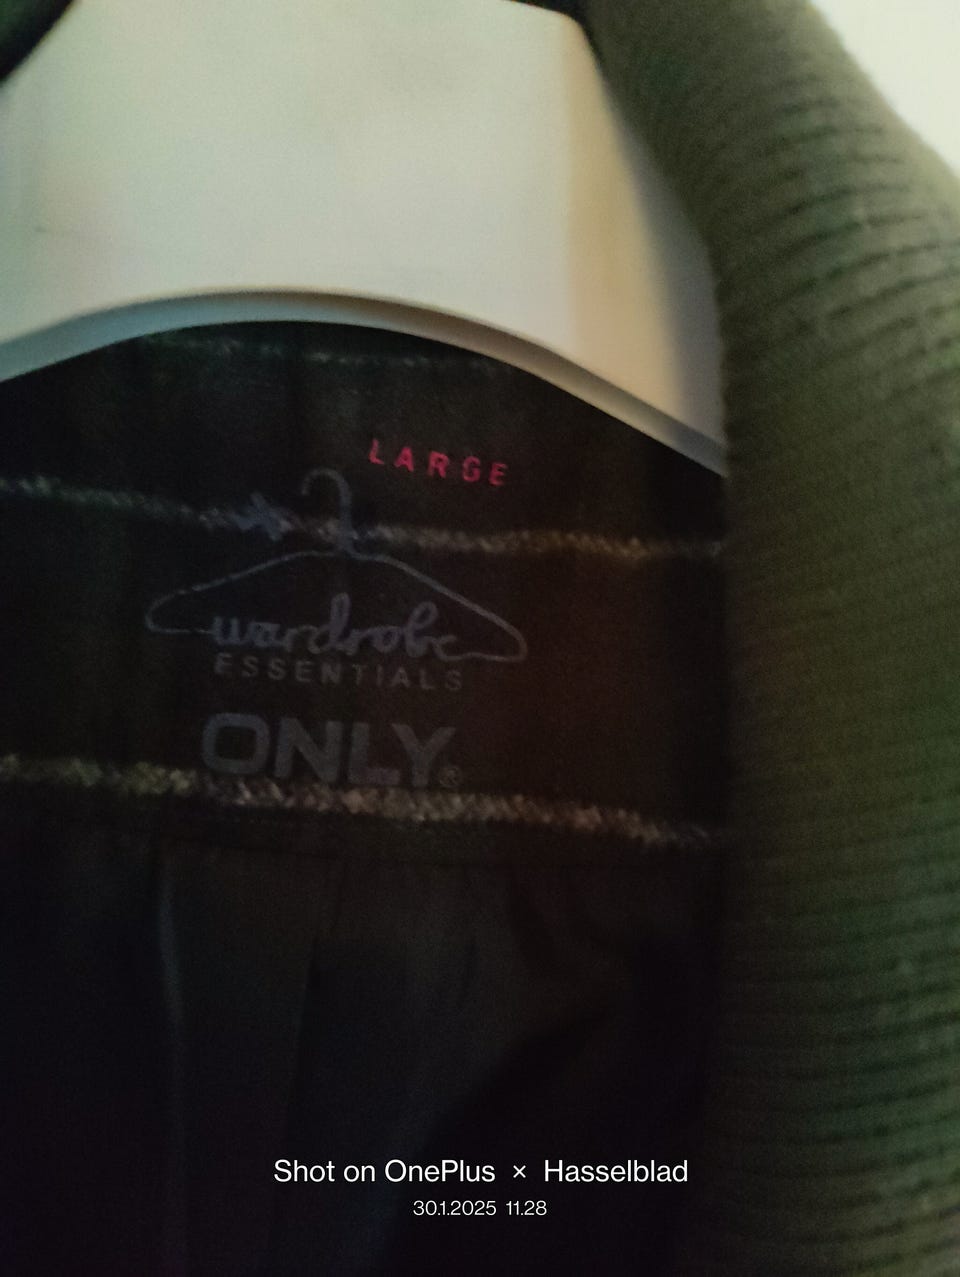 LARGE
wardrobe
ESSENTIALS
ONLY®
Shot on OnePlus × Hasselblad
30.1.2025 11.28